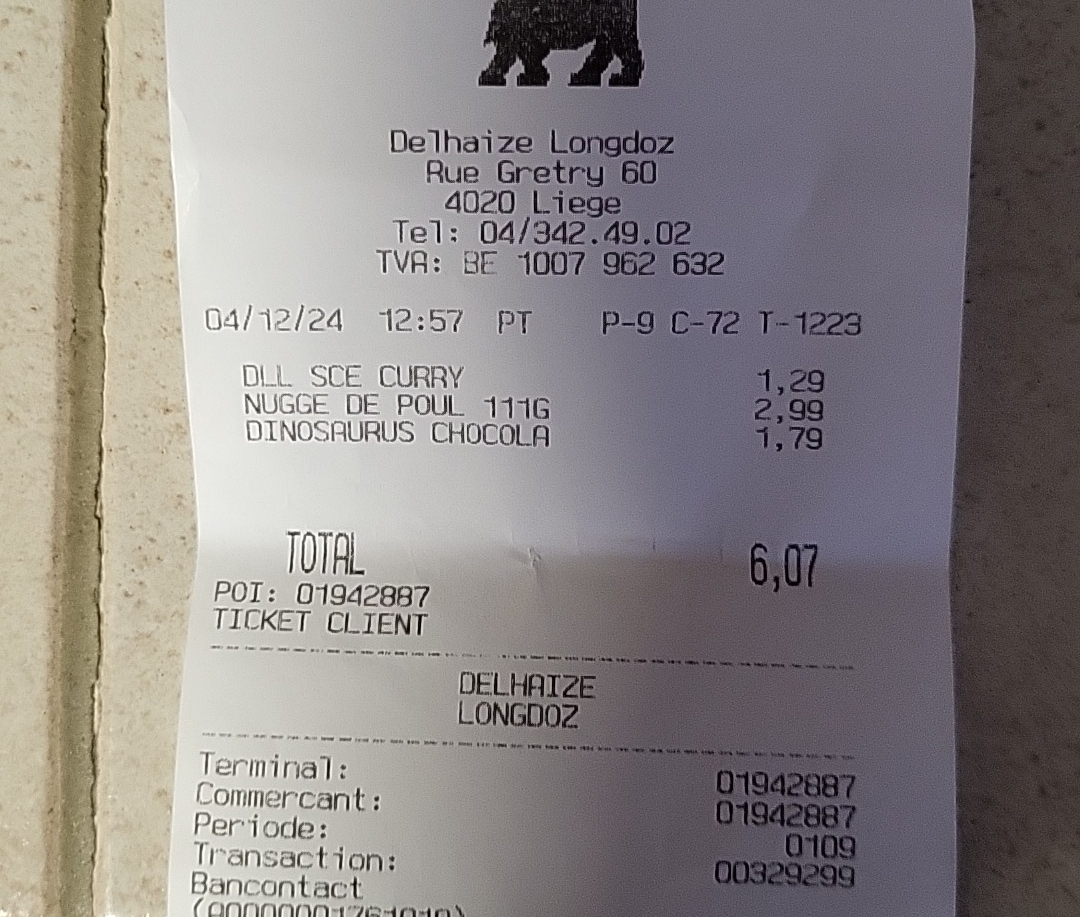 Delhaize Longdoz
Rue Gretry 60
4020 Liege
Tel: 04/342.49.02
TVA: BE 1007 962 632
04/12/24 12:57 PT P-9 C-72 T-1223
DLL SCE CURRY 1,29
NUGGE DE POUL 111G 2,99
DINOSAURUS CHOCOLA 1,79
TOTAL 6,07
POI: 01942887
TICKET CLIENT
DELHAIZE
LONGDOZ
Terminal: 01942887
Commercant: 01942887
Periode: 0109
Transaction: 00329299
Bancontact